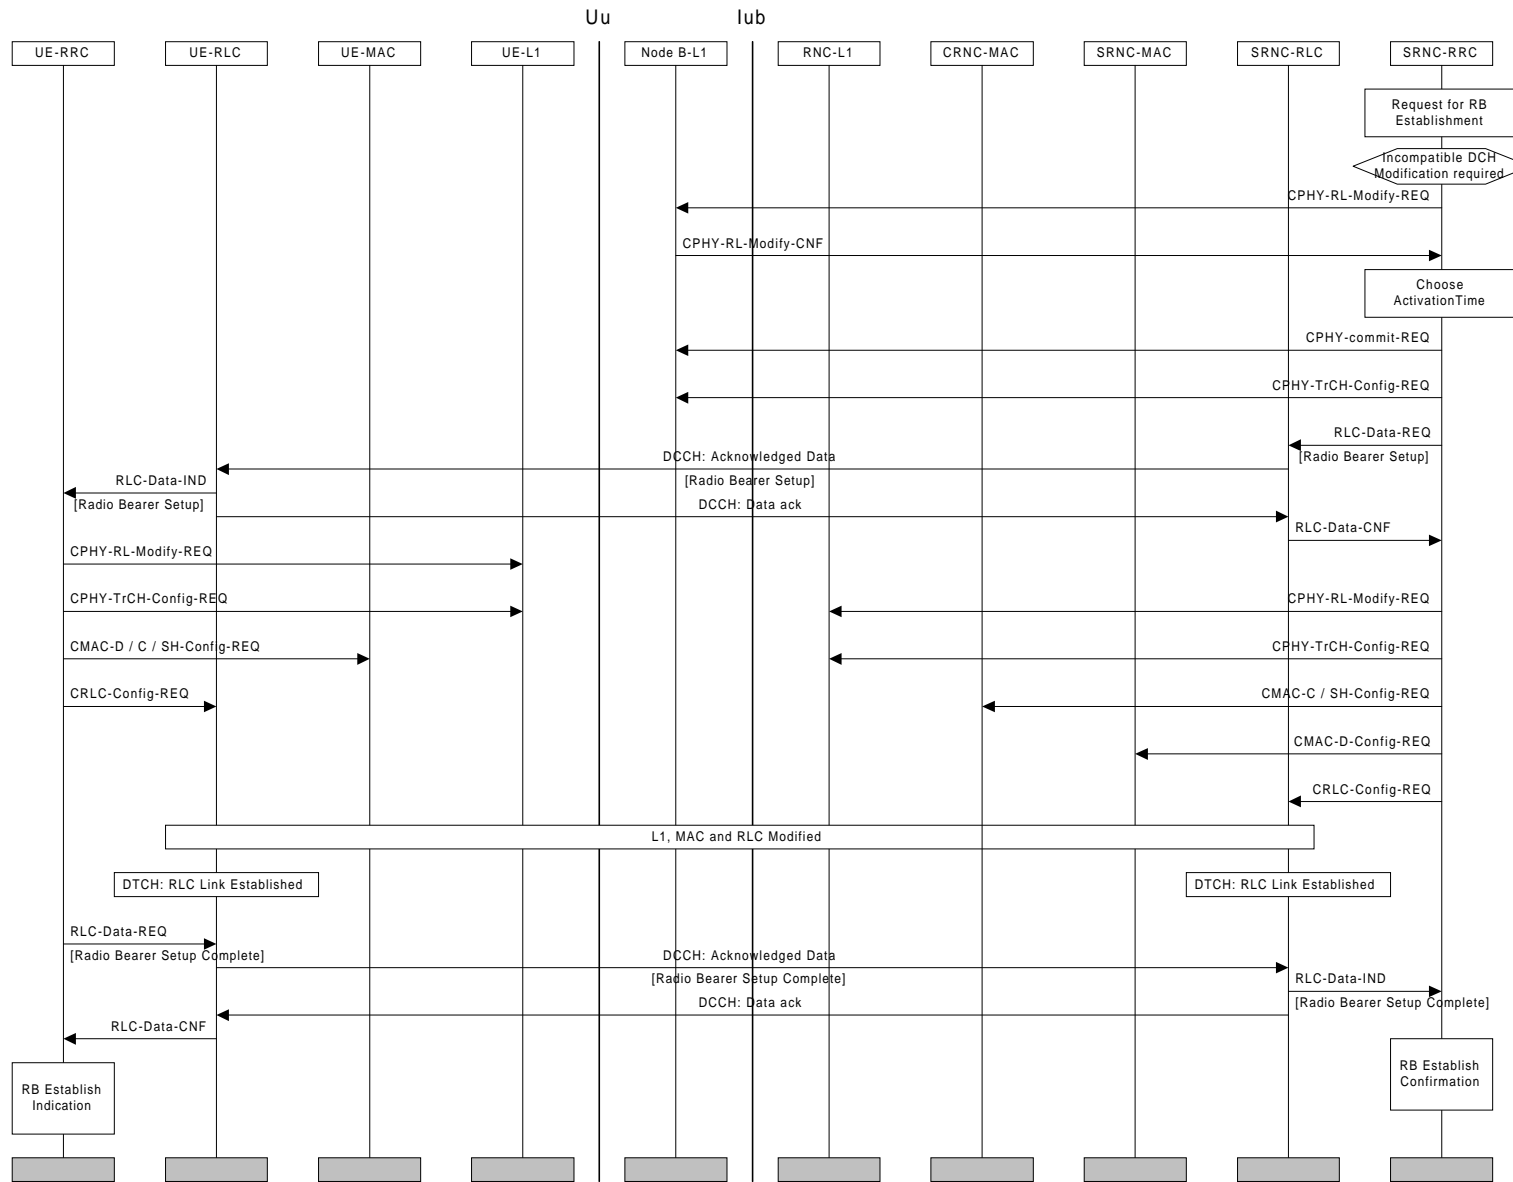 Uu
Iub
UE-RRC
UE-RLC
UE-MAC
UE-L1
Node B-L1
RNC-L1
CRNC-MAC
SRNC-MAC
SRNC-RLC
SRNC-RRC
Request for RB
Establishment
Incompatible DCH
Modification required
CPHY-RL-Modify-REQ
CPHY-RL-Modify-CNF
Choose
ActivationTime
CPHY-commit-REQ
CPHY-TrCH-Config-REQ
RLC-Data-REQ
[Radio Bearer Setup]
DCCH: Acknowledged Data
[Radio Bearer Setup]
RLC-Data-IND
[Radio Bearer Setup]
DCCH: Data ack
RLC-Data-CNF
CPHY-RL-Modify-REQ
CPHY-TrCH-Config-REQ
CPHY-RL-Modify-REQ
CMAC-D / C / SH-Config-REQ
CPHY-TrCH-Config-REQ
CRLC-Config-REQ
CMAC-C / SH-Config-REQ
CMAC-D-Config-REQ
CRLC-Config-REQ
L1, MAC and RLC Modified
DTCH: RLC Link Established
DTCH: RLC Link Established
RLC-Data-REQ
[Radio Bearer Setup Complete]
DCCH: Acknowledged Data
[Radio Bearer Setup Complete]
RLC-Data-IND
[Radio Bearer Setup Complete]
DCCH: Data ack
RLC-Data-CNF
RB Establish
Indication
RB Establish
Confirmation